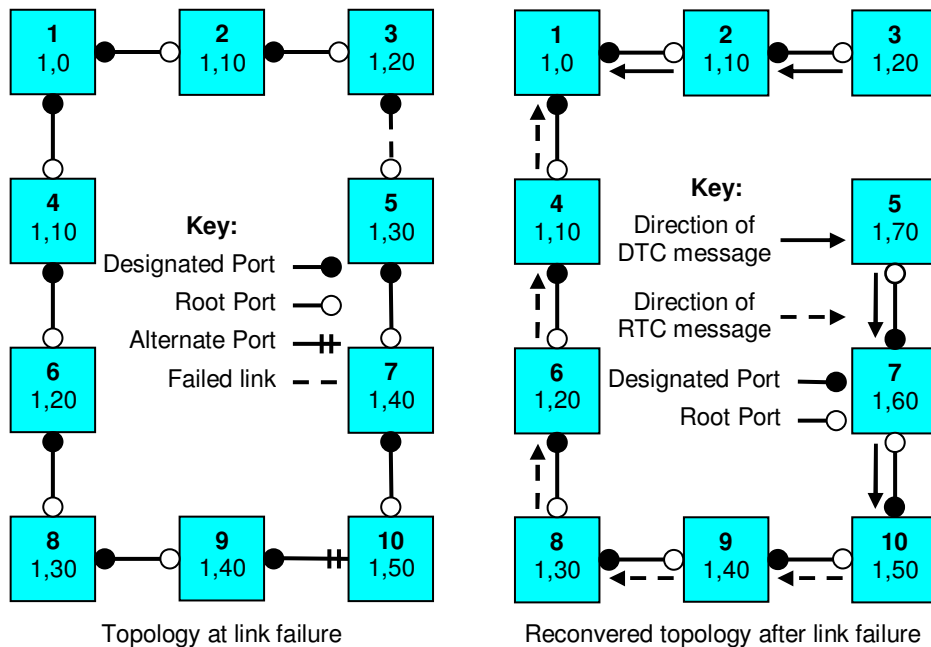 1
1,0
2
1,10
3
1,20
4
1,10
5
1,30
Key:
Designated Port
Root Port
Alternate Port
Failed link
6
1,20
7
1,40
8
1,30
9
1,40
10
1,50
Topology at link failure
1
1,0
2
1,10
3
1,20
4
1,10
Key:
5
1,70
Direction of
DTC message
Direction of
RTC message
Designated Port
Root Port
6
1,20
7
1,60
8
1,30
9
1,40
10
1,50
Reconvered topology after link failure